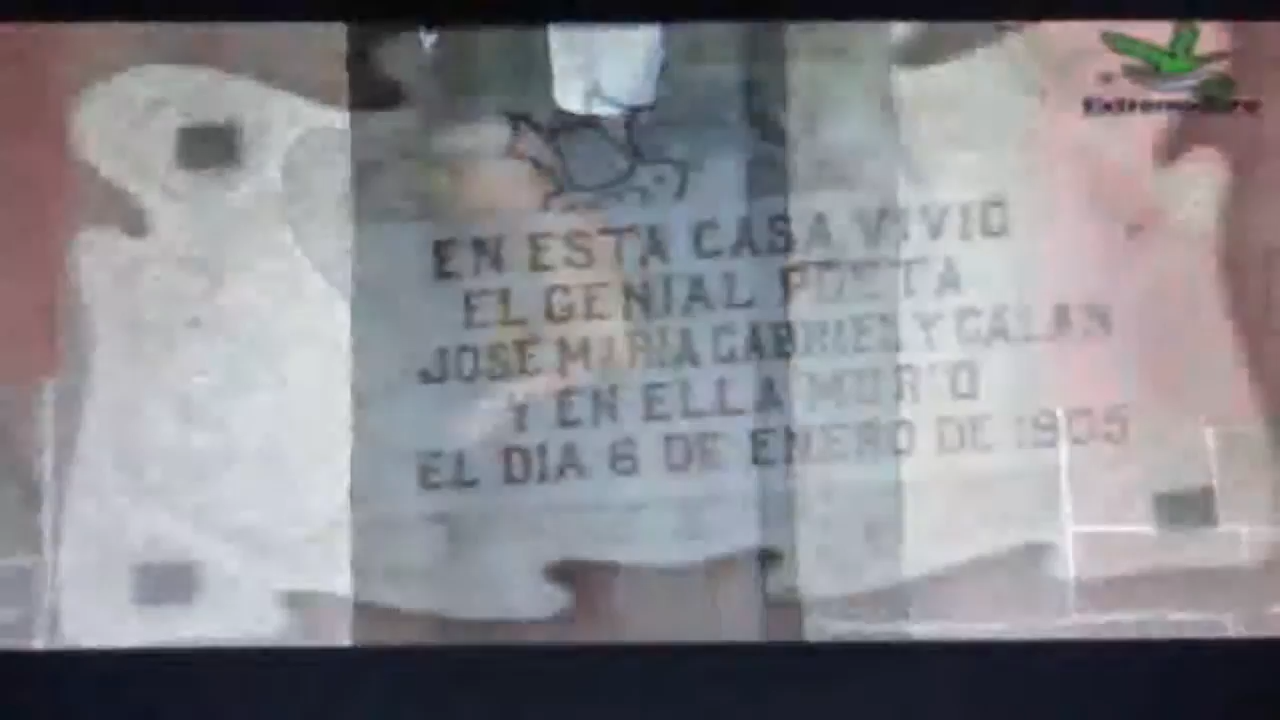 Extremadura
EN ESTA CASA VIVIO
EL GENIAL POETA
JOSE MARIA GABRIEL Y GALAN
Y EN ELLA MURIO
EL DIA 6 DE ENERO DE 1905